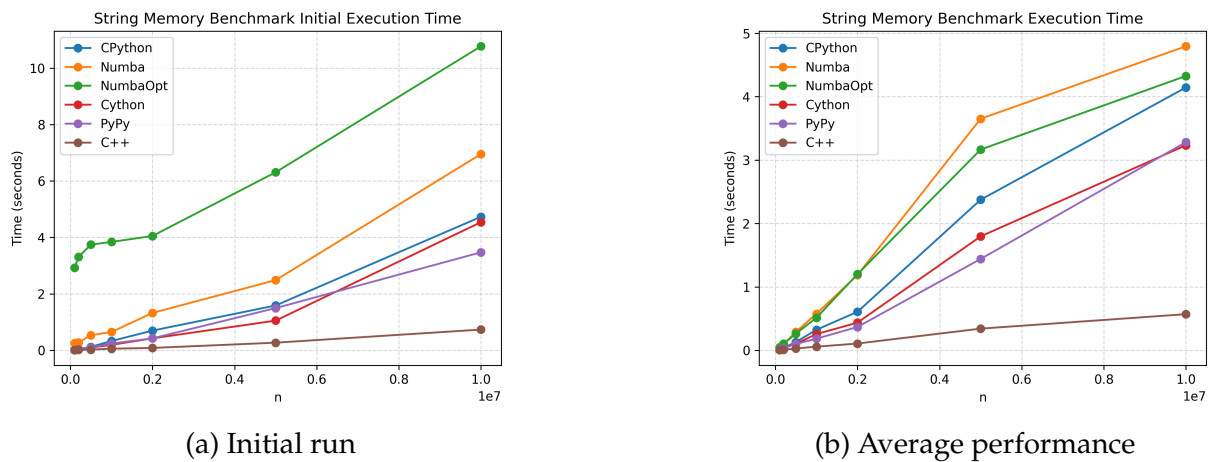 String Memory Benchmark Initial Execution Time
CPython
Numba
NumbaOpt
Cython
PyPy
C++
Time (seconds)
10
8
6
4
2
0
0.0 0.2 0.4 0.6 0.8 1.0
1e7
n
(a) Initial run
String Memory Benchmark Execution Time
CPython
Numba
NumbaOpt
Cython
PyPy
C++
Time (seconds)
5
4
3
2
1
0
0.0 0.2 0.4 0.6 0.8 1.0
1e7
n
(b) Average performance